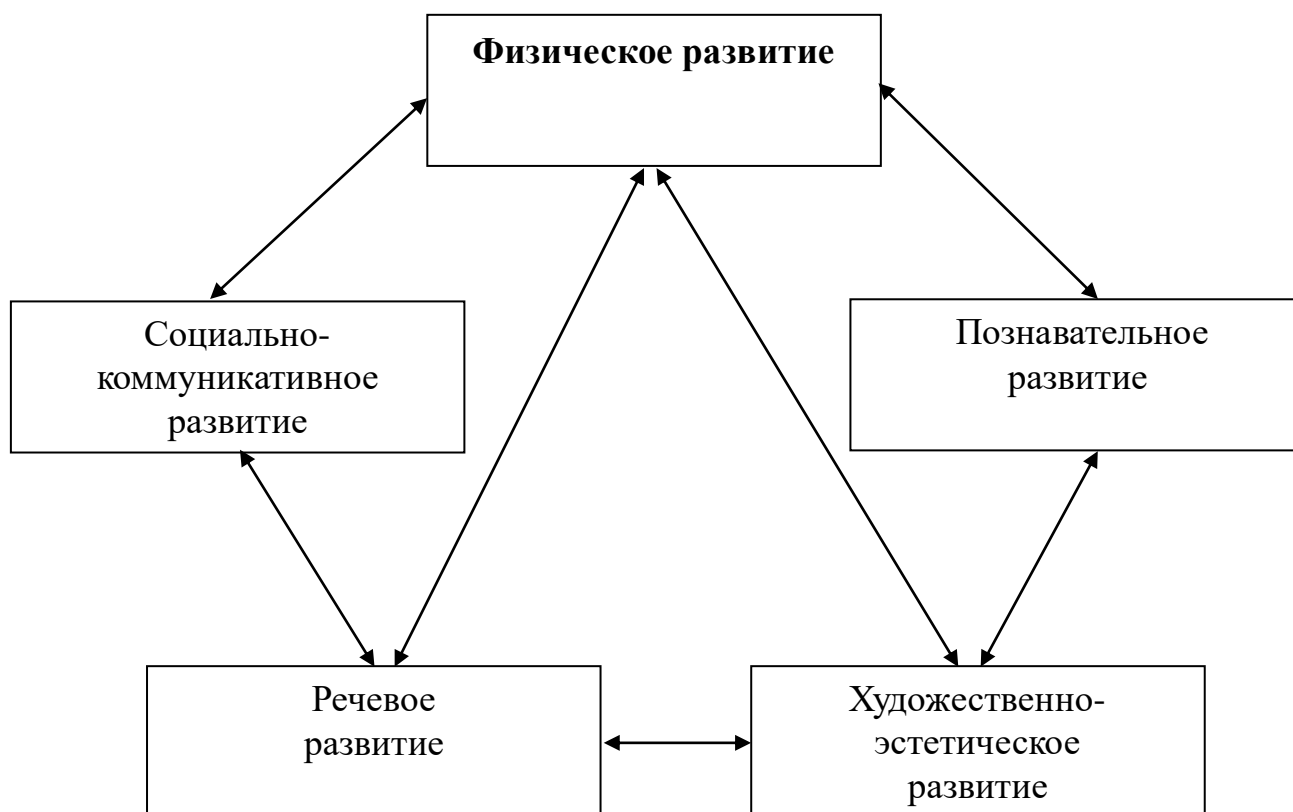 Физическое развитие
Социально-
коммуникативное
развитие
Познавательное
развитие
Речевое
развитие
Художественно-
эстетическое
развитие